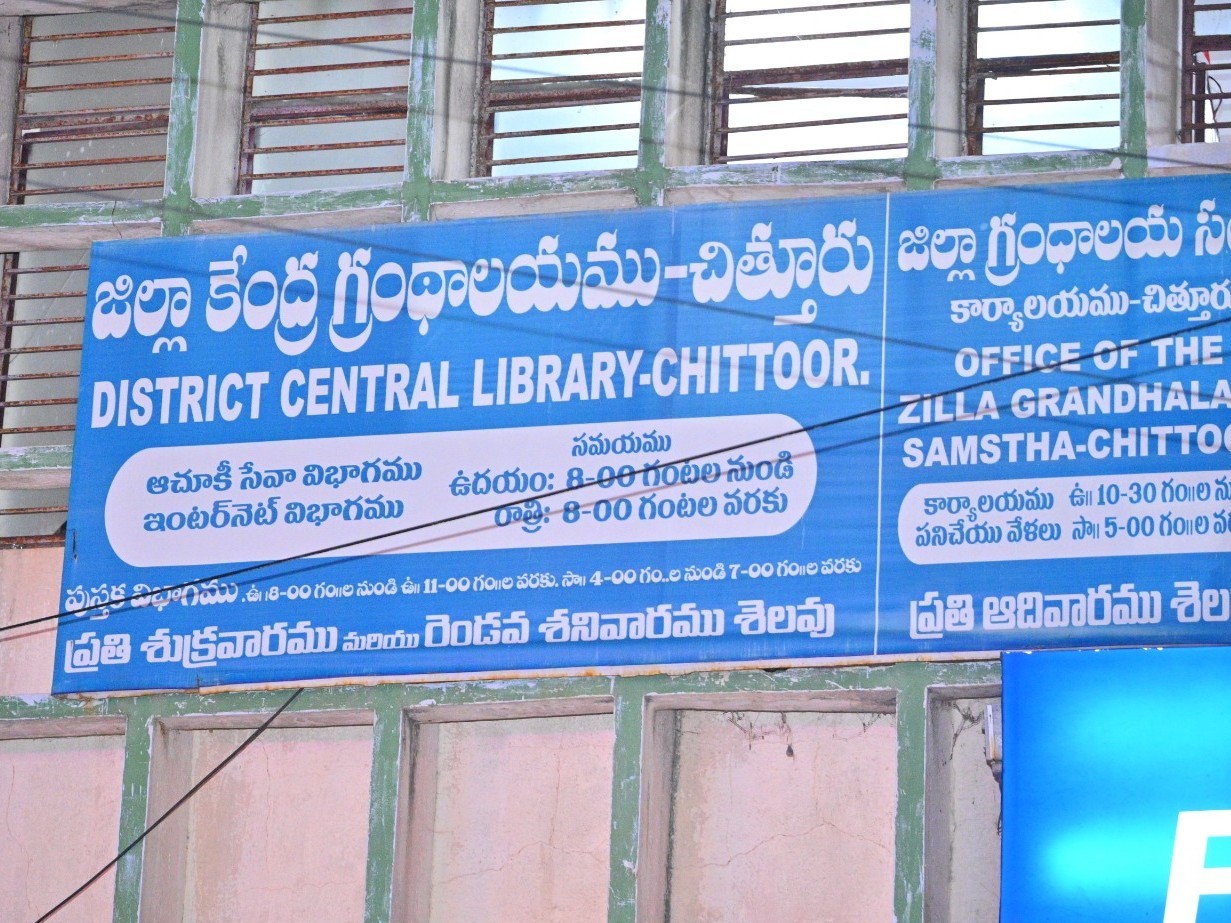 జిల్లా కేంద్ర గ్రంథాలయము-చిత్తూరు
DISTRICT CENTRAL LIBRARY-CHITTOOR.
సమయము
ఆచూకీ సేవా విభాగము ఉదయం: 8-00 గంటల నుండి
ఇంటర్‌నెట్ విభాగము రాత్రి: 8-00 గంటల వరకు
పుస్తక విభాగము .ఉ॥8-00 గం॥ల నుండి ఉ॥ 11-00 గం॥ల వరకు. సా॥ 4-00 గం..ల నుండి 7-00 గం॥ల వరకు
ప్రతి శుక్రవారము మరియు రెండవ శనివారము సెలవు
జిల్లా గ్రంధాలయ
కార్యాలయము-చిత్తూరు
OFFICE OF THE
ZILLA GRANDHALA
SAMSTHA-CHITTOO
కార్యాలయము ఉ॥ 10-30 గం॥ల
పనిచేయు వేళలు సా॥ 5-00 గం॥ల
ప్రతి ఆదివారము